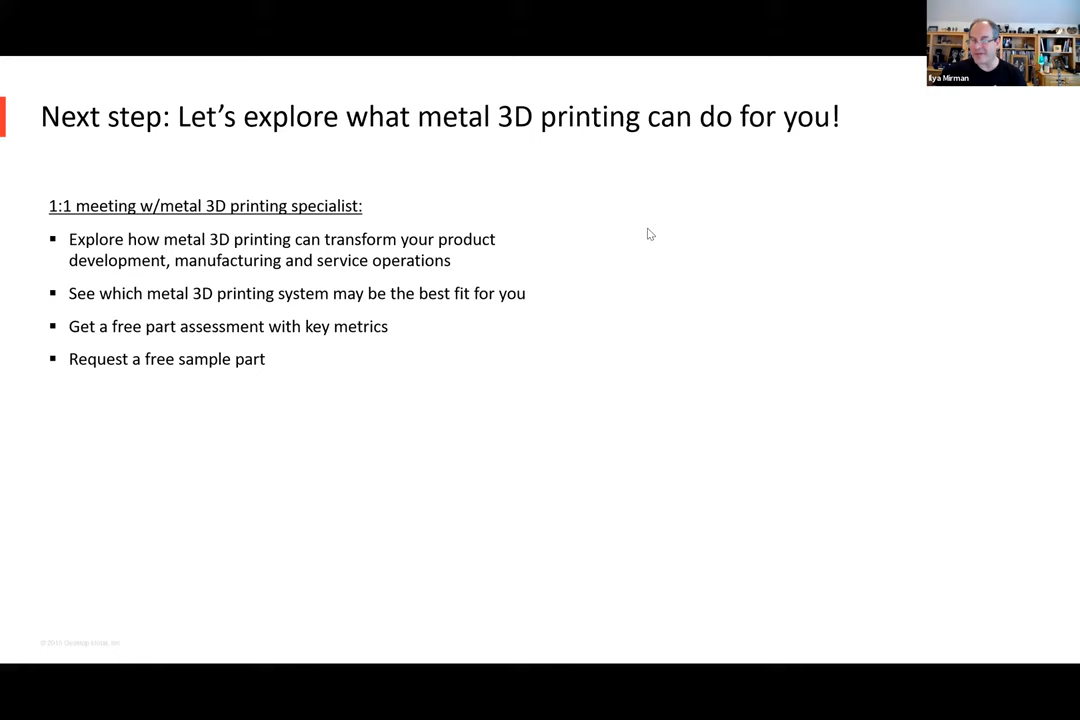 Ilya Mirman
Next step: Let's explore what metal 3D printing can do for you!
1:1 meeting w/metal 3D printing specialist:
▪ Explore how metal 3D printing can transform your product
development, manufacturing and service operations
▪ See which metal 3D printing system may be the best fit for you
▪ Get a free part assessment with key metrics
▪ Request a free sample part
Desktop Metal, Inc